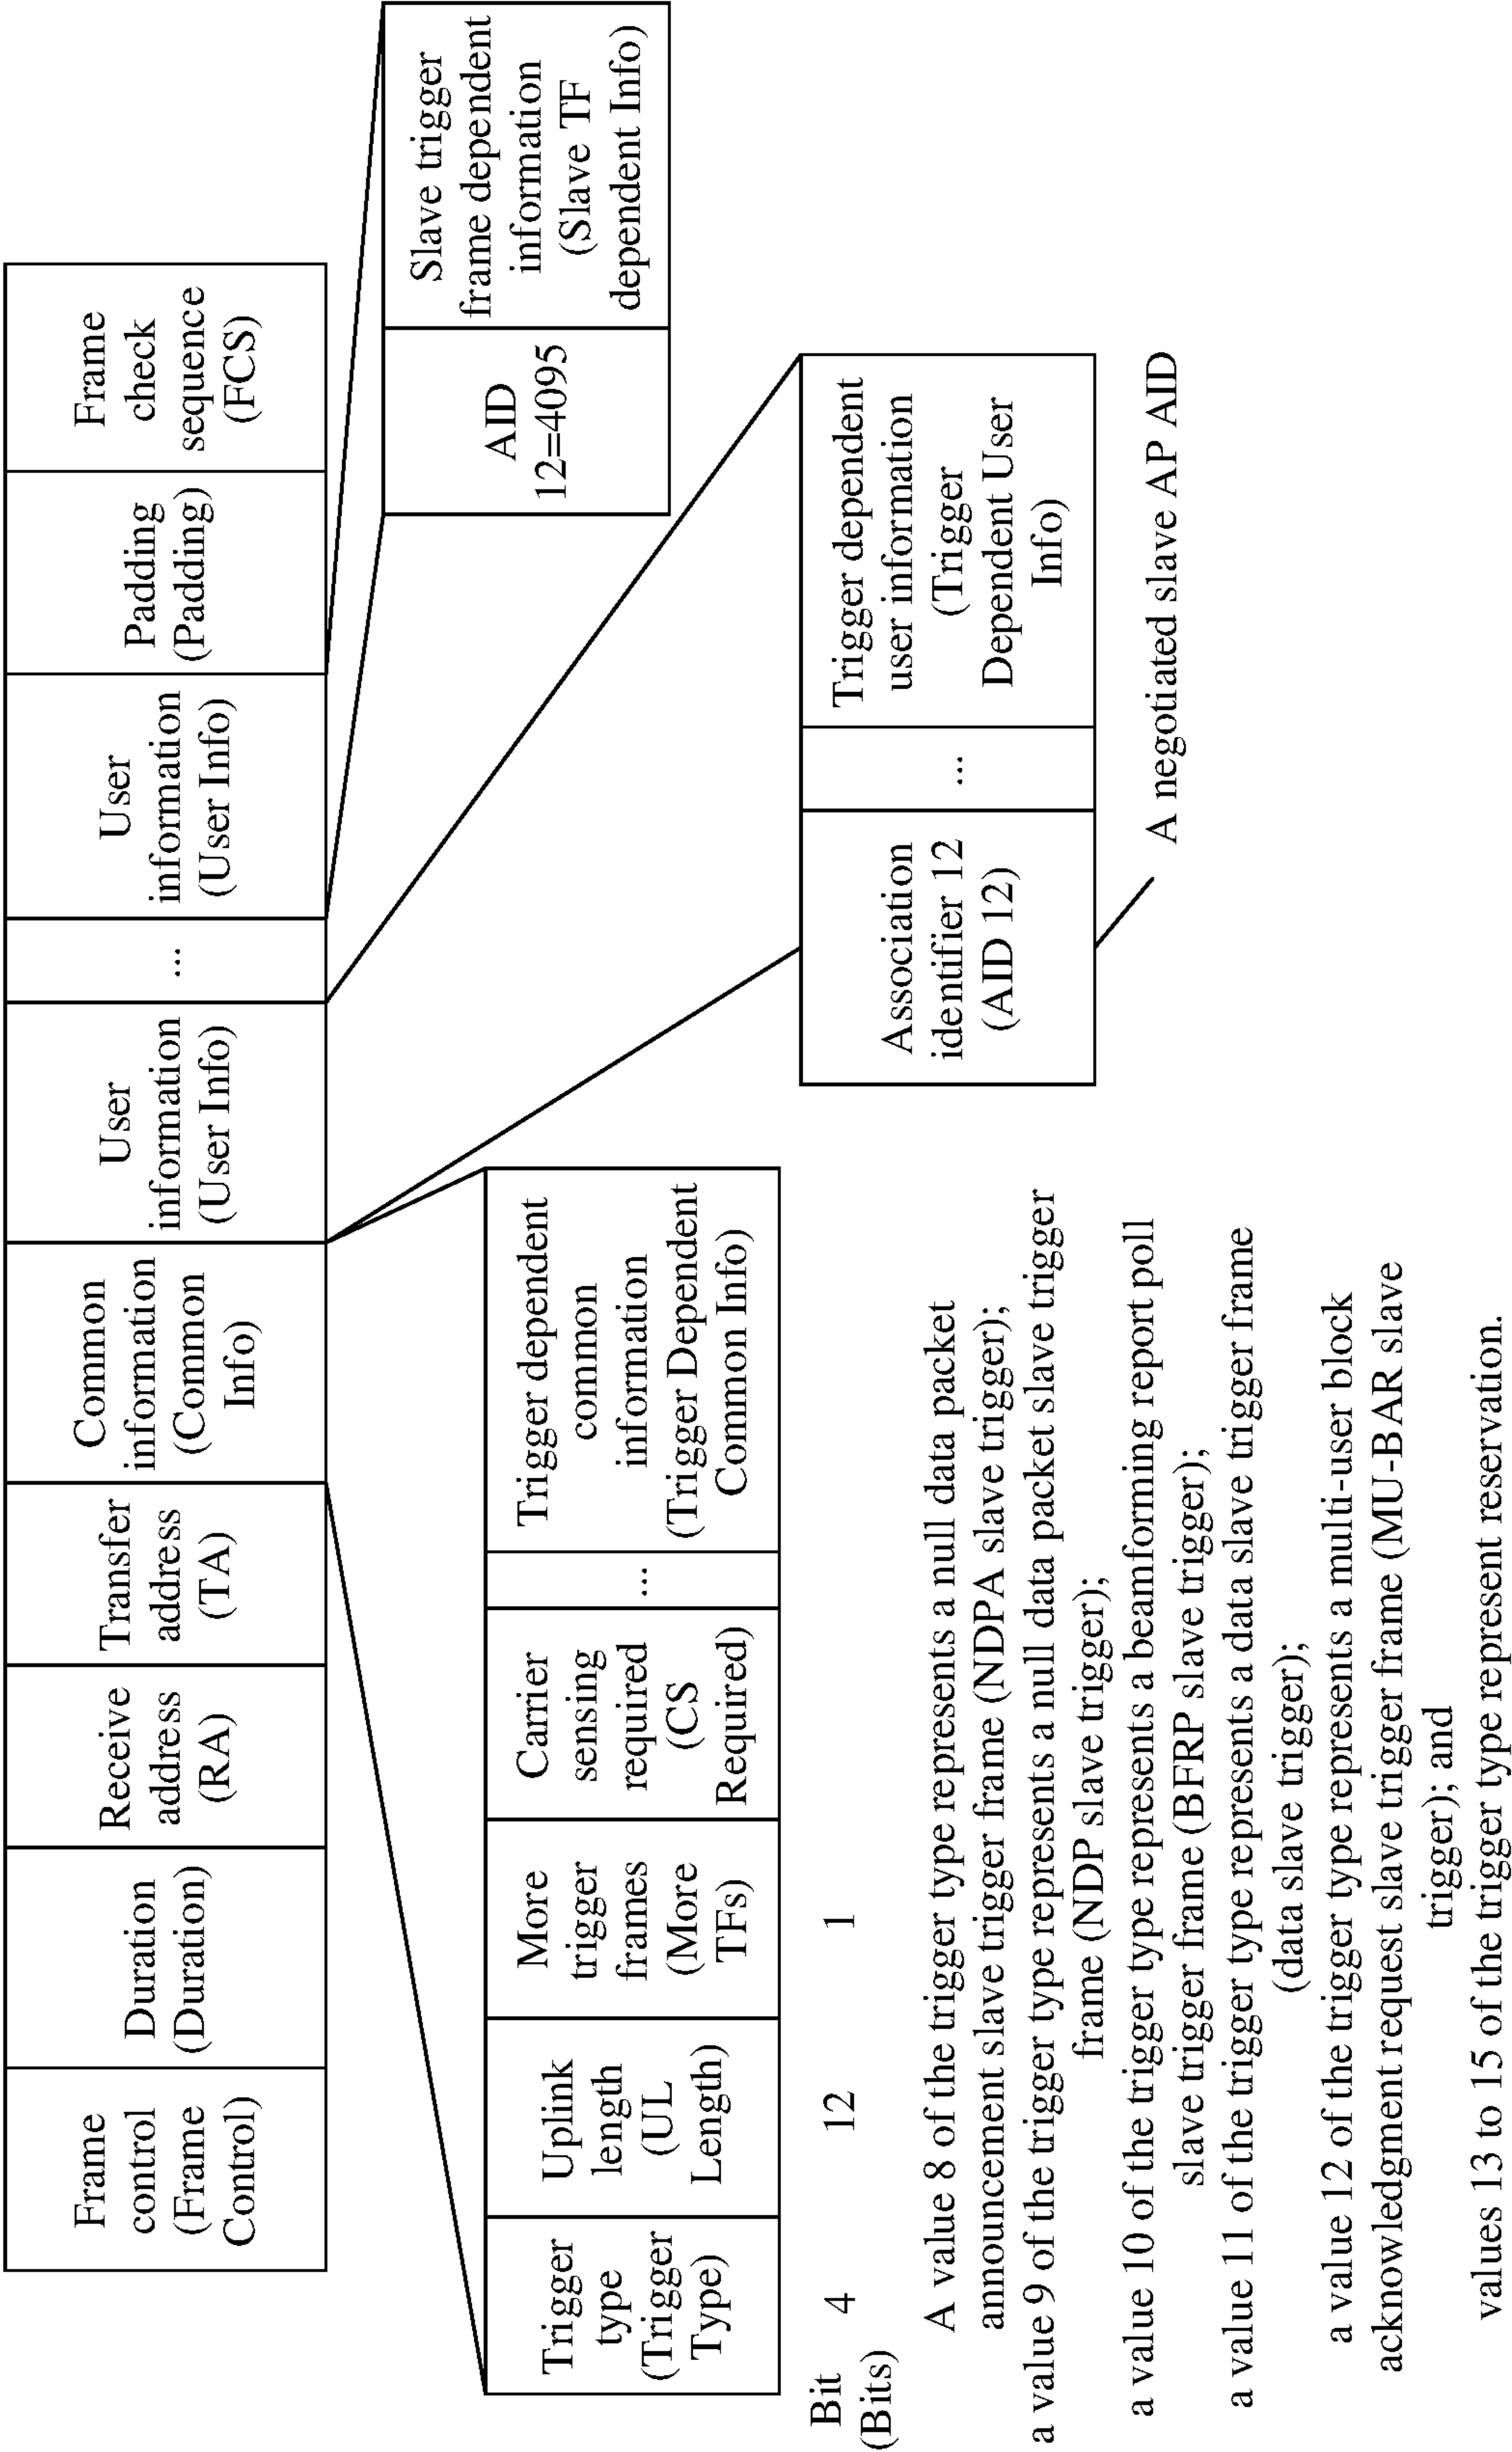 Frame
control
(Frame
Control)
Duration
(Duration)
Receive
address
(RA)
Transfer
address
(TA)
Common
information
(Common
Info)
User
information
(User Info)
...
User
information
(User Info)
Padding
(Padding)
Frame
check
sequence
(FCS)
AID
12=4095
Slave trigger
frame dependent
information
(Slave TF
dependent Info)
Trigger
type
(Trigger
Type)
Uplink
length
(UL
Length)
More
trigger
frames
(More
TFs)
Carrier
sensing
required
(CS
Required)
...
Trigger dependent
common
information
(Trigger Dependent
Common Info)
Bit
(Bits)
4
12
1
Association
identifier 12
(AID 12)
...
Trigger dependent
user information
(Trigger
Dependent User
Info)
A negotiated slave AP AID
A value 8 of the trigger type represents a null data packet
announcement slave trigger frame (NDPA slave trigger);
a value 9 of the trigger type represents a null data packet slave trigger
frame (NDP slave trigger);
a value 10 of the trigger type represents a beamforming report poll
slave trigger frame (BFRP slave trigger);
a value 11 of the trigger type represents a data slave trigger frame
(data slave trigger);
a value 12 of the trigger type represents a multi-user block
acknowledgment request slave trigger frame (MU-BAR slave
trigger); and
values 13 to 15 of the trigger type represent reservation.